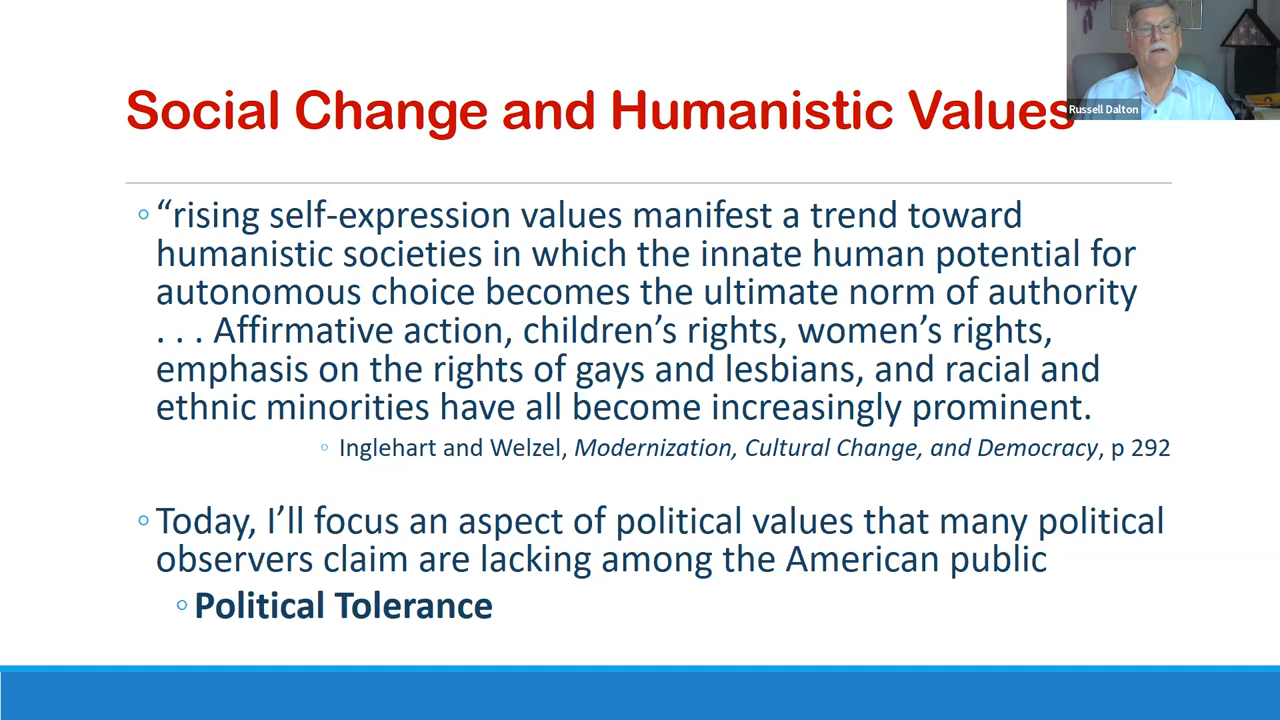 Social Change and Humanistic Values
Russell Dalton
“rising self-expression values manifest a trend toward
humanistic societies in which the innate human potential for
autonomous choice becomes the ultimate norm of authority
. . . Affirmative action, children’s rights, women’s rights,
emphasis on the rights of gays and lesbians, and racial and
ethnic minorities have all become increasingly prominent.
Inglehart and Welzel, Modernization, Cultural Change, and Democracy, p 292
Today, I’ll focus an aspect of political values that many political
observers claim are lacking among the American public
Political Tolerance